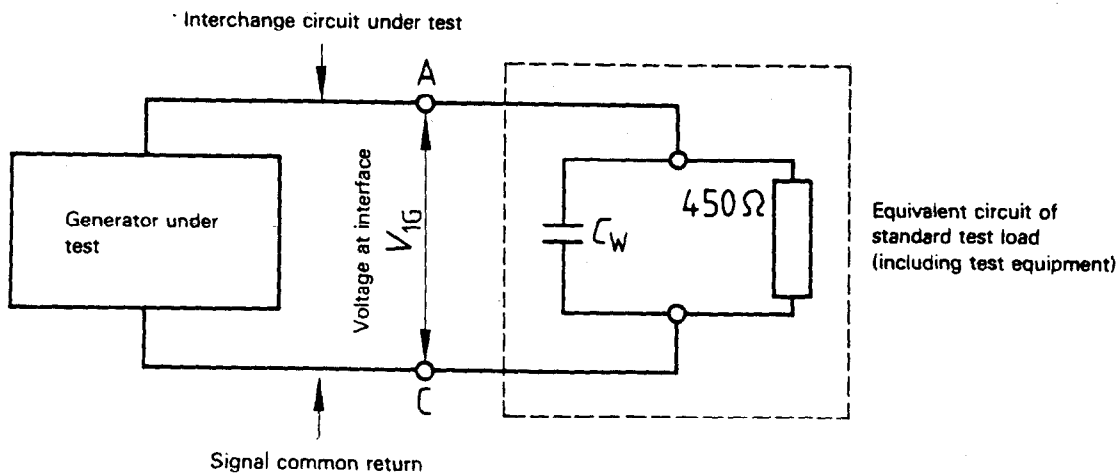 Interchange circuit under test
A
Generator under
test
Voltage at interface
V1G
CW
450Ω
Equivalent circuit of
standard test load
(including test equipment)
C
Signal common return